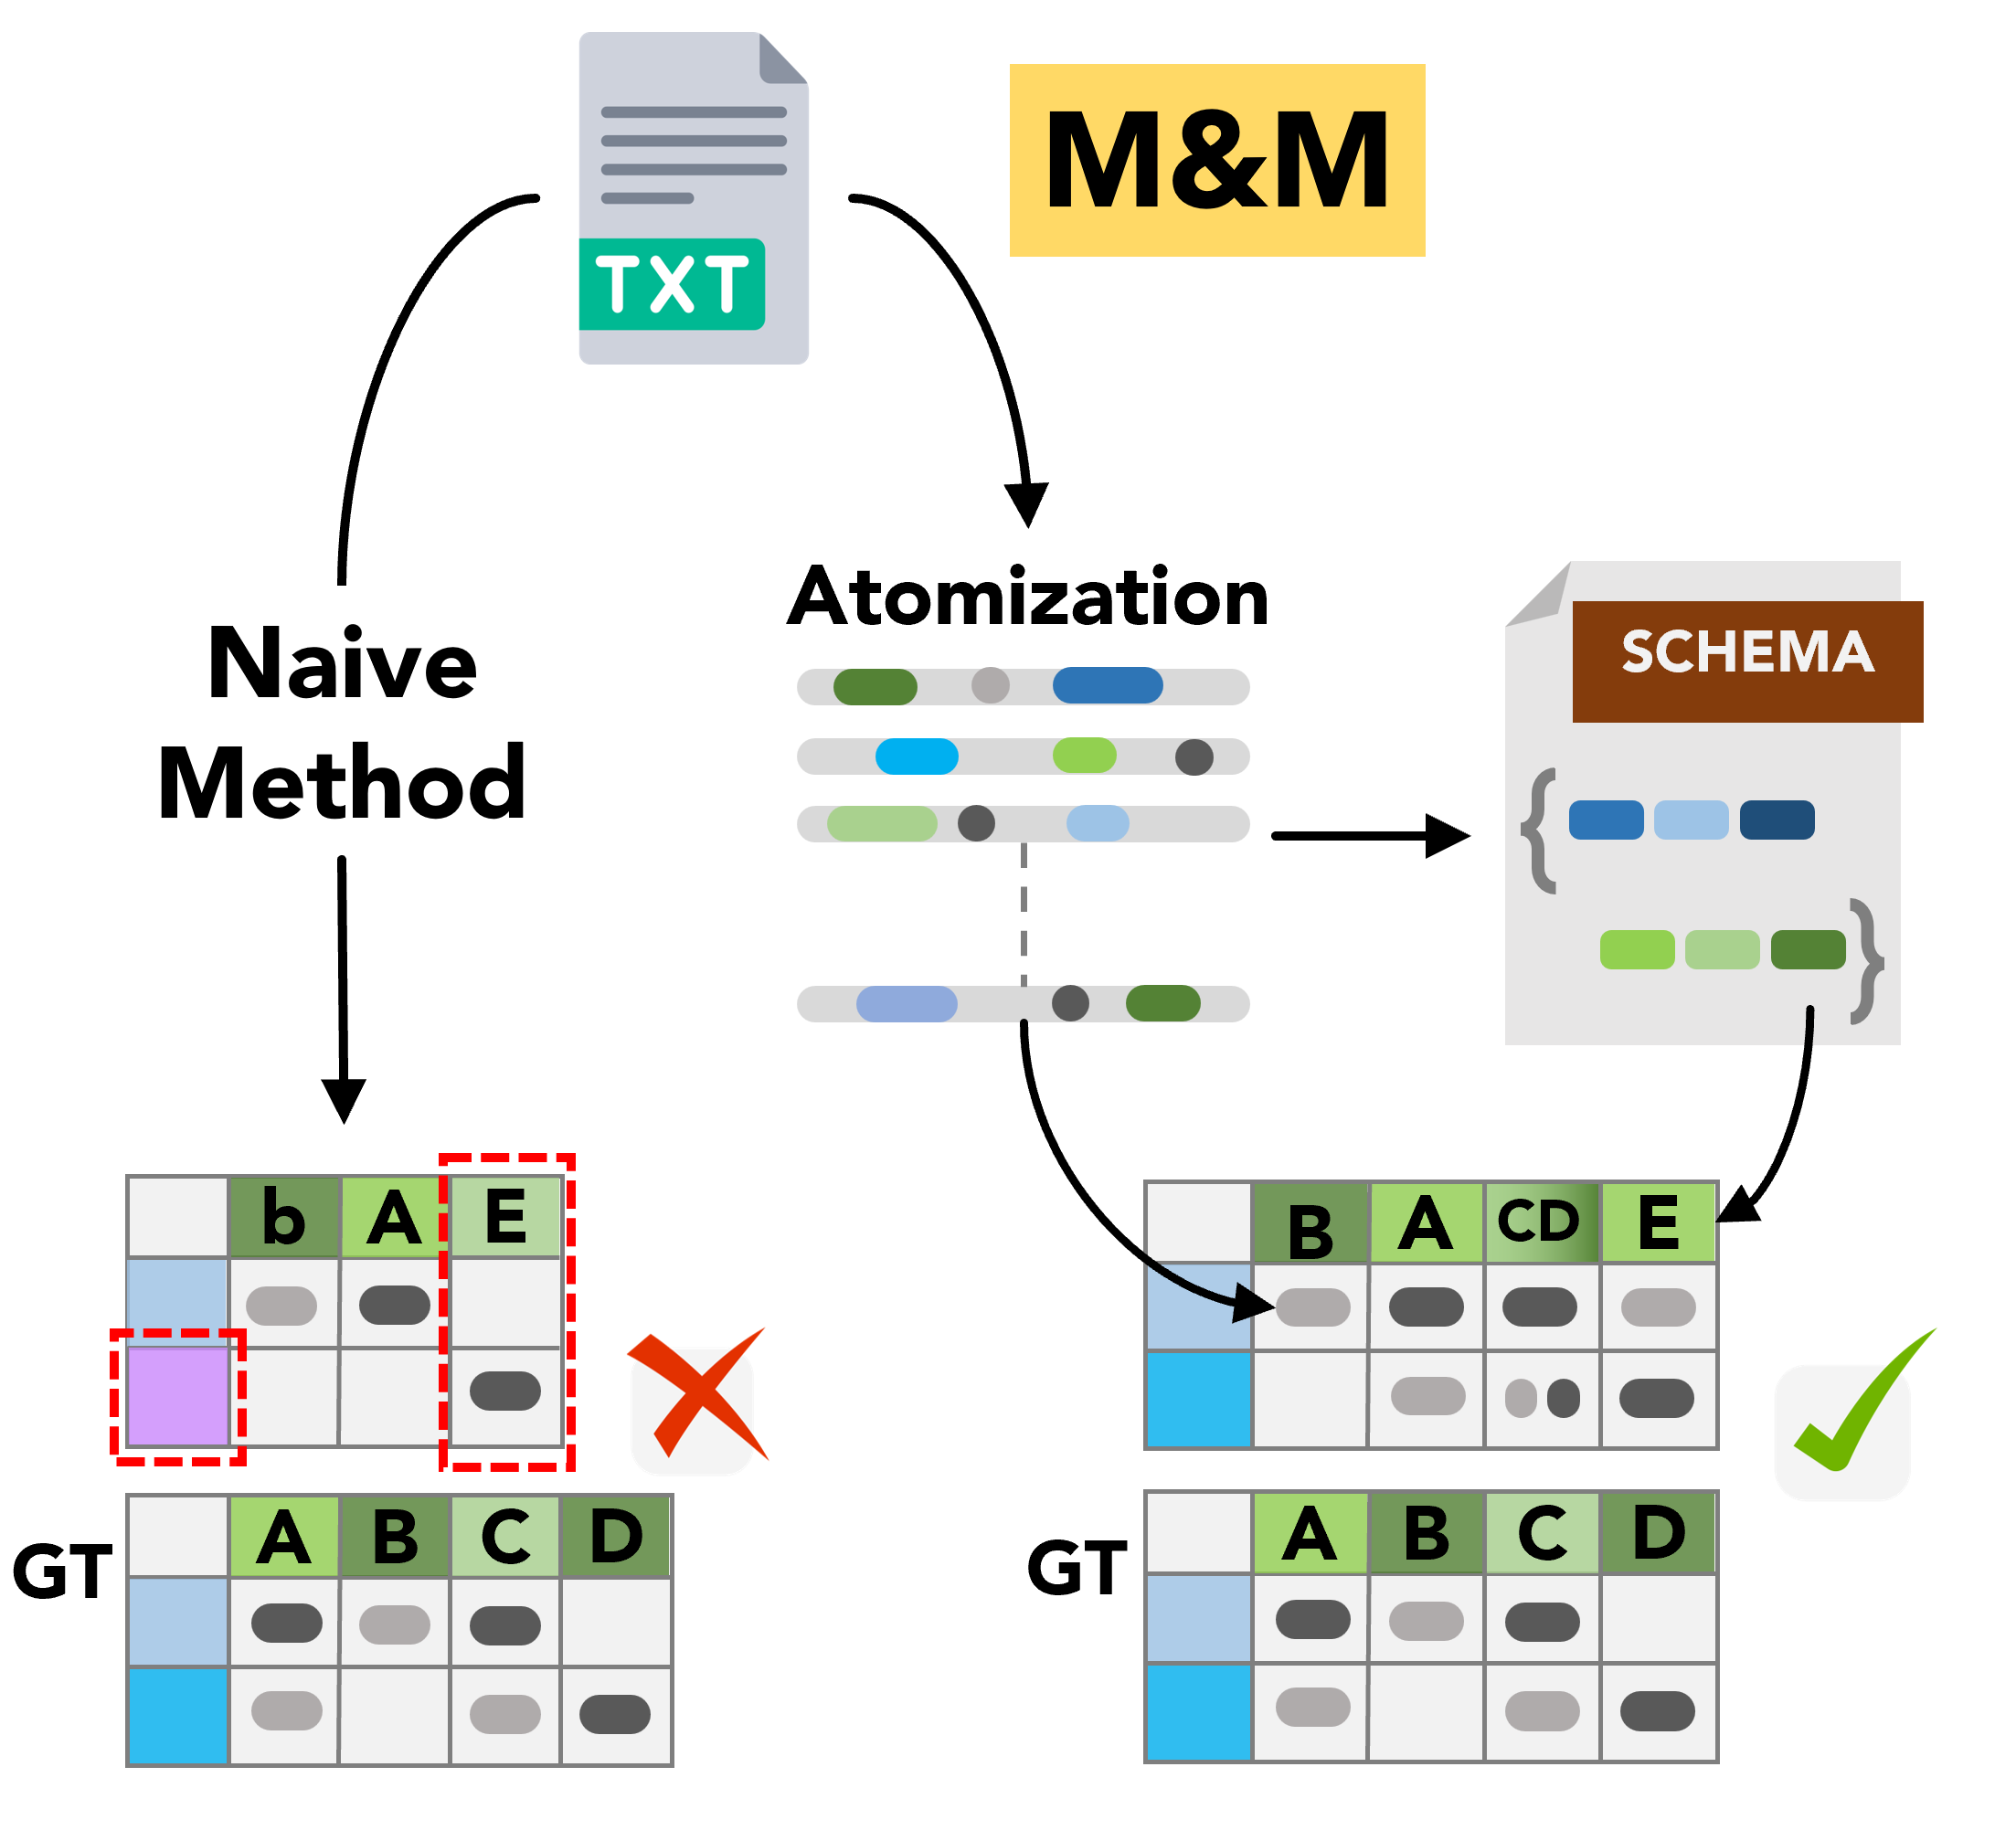 M&M
TXT
Atomization
Naive
Method
SCHEMA
{
}
b A E
B A CD E
GT
A B C D
GT
A B C D